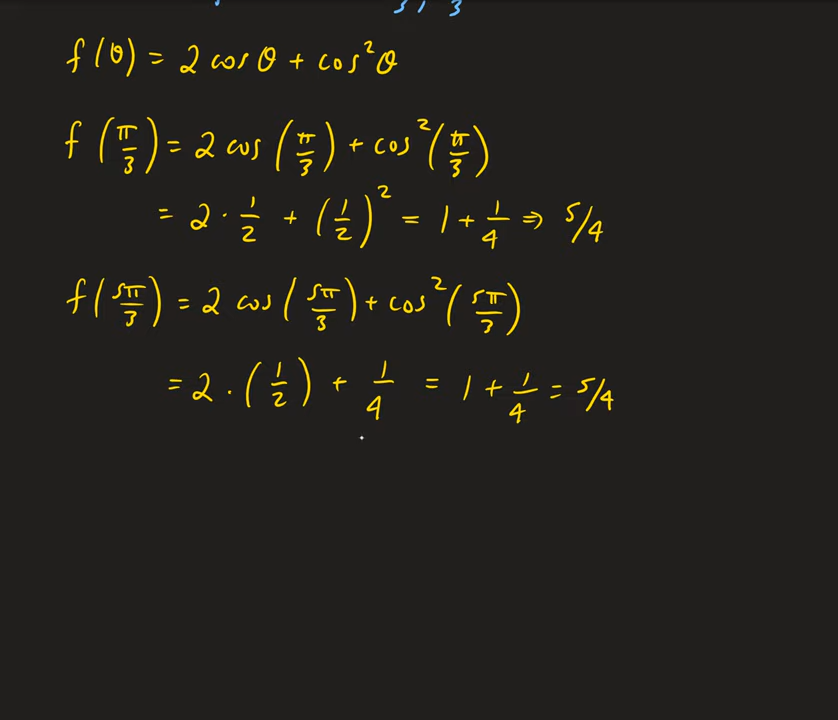 f(θ) = 2 cos θ + cos²θ
f(π/3) = 2 cos(π/3) + cos²(π/3)
= 2 · 1/2 + (1/2)² = 1 + 1/4 ⇒ 5/4
f(5π/3) = 2 cos(5π/3) + cos²(5π/3)
= 2 · (1/2) + 1/4 = 1 + 1/4 = 5/4